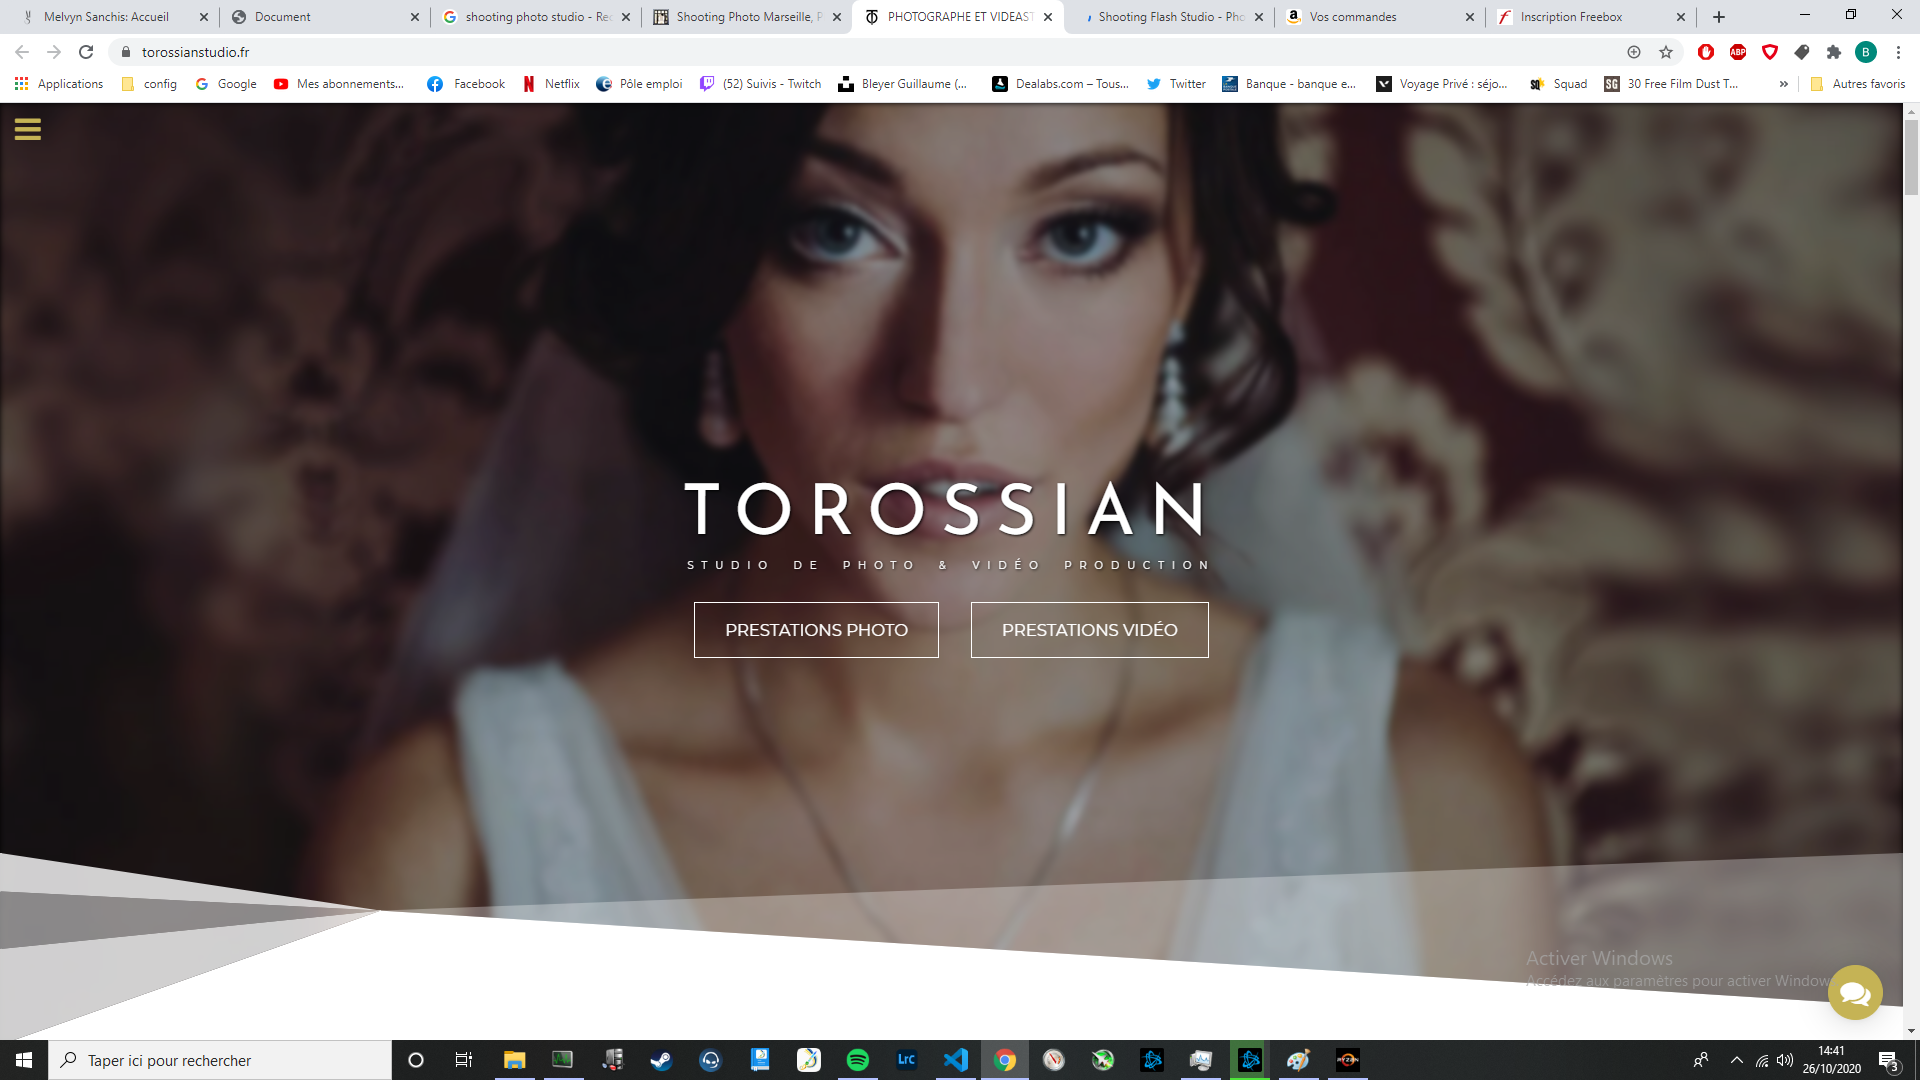 Melvyn Sanchis: Accueil
Document
shooting photo studio - Rec
Shooting Photo Marseille, P
PHOTOGRAPHE ET VIDEAST
Shooting Flash Studio - Pho
Vos commandes
Inscription Freebox
torossianstudio.fr
B
Applications
config
Google
Mes abonnements...
Facebook
Netflix
Pôle emploi
(52) Suivis - Twitch
Bleyer Guillaume (...
Dealabs.com – Tous...
Twitter
Banque - banque e...
Voyage Privé : séjo...
Squad
30 Free Film Dust T...
»
Autres favoris
TOROSSIAN
STUDIO DE PHOTO & VIDÉO PRODUCTION
PRESTATIONS PHOTO
PRESTATIONS VIDÉO
Activer Windows
Accédez aux paramètres pour activer Window
Taper ici pour rechercher
Lrc
RYZEN
14:41
26/10/2020
3